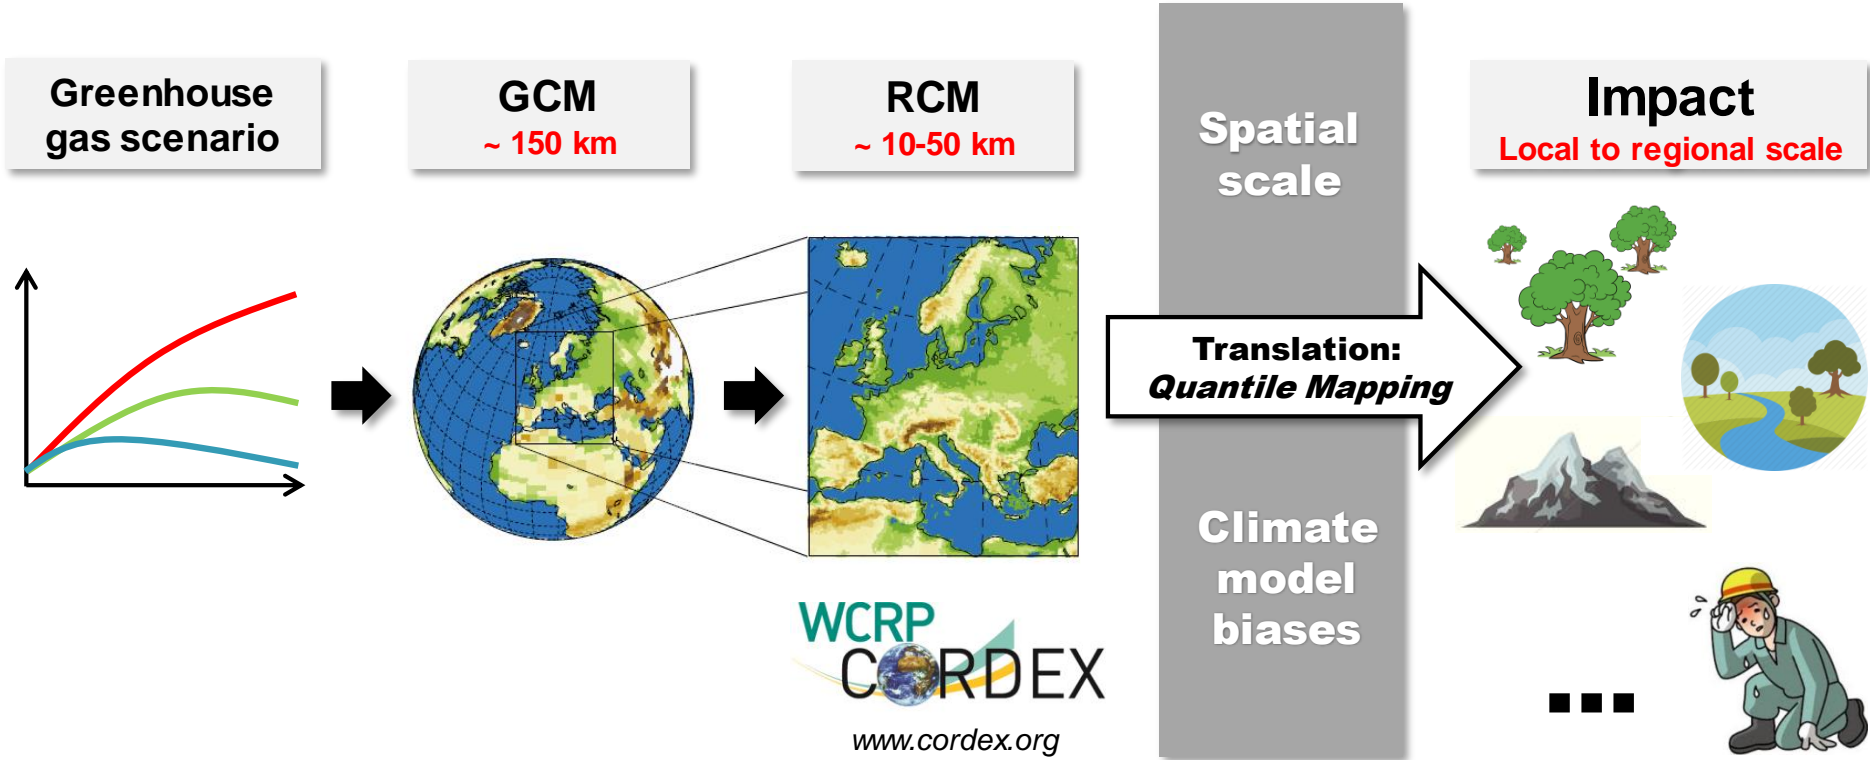 Greenhouse
gas scenario
GCM
~ 150 km
RCM
~ 10-50 km
Spatial
scale
Impact
Local to regional scale
Translation:
Quantile Mapping
Climate
model
biases
WCRP
CORDEX
www.cordex.org
...